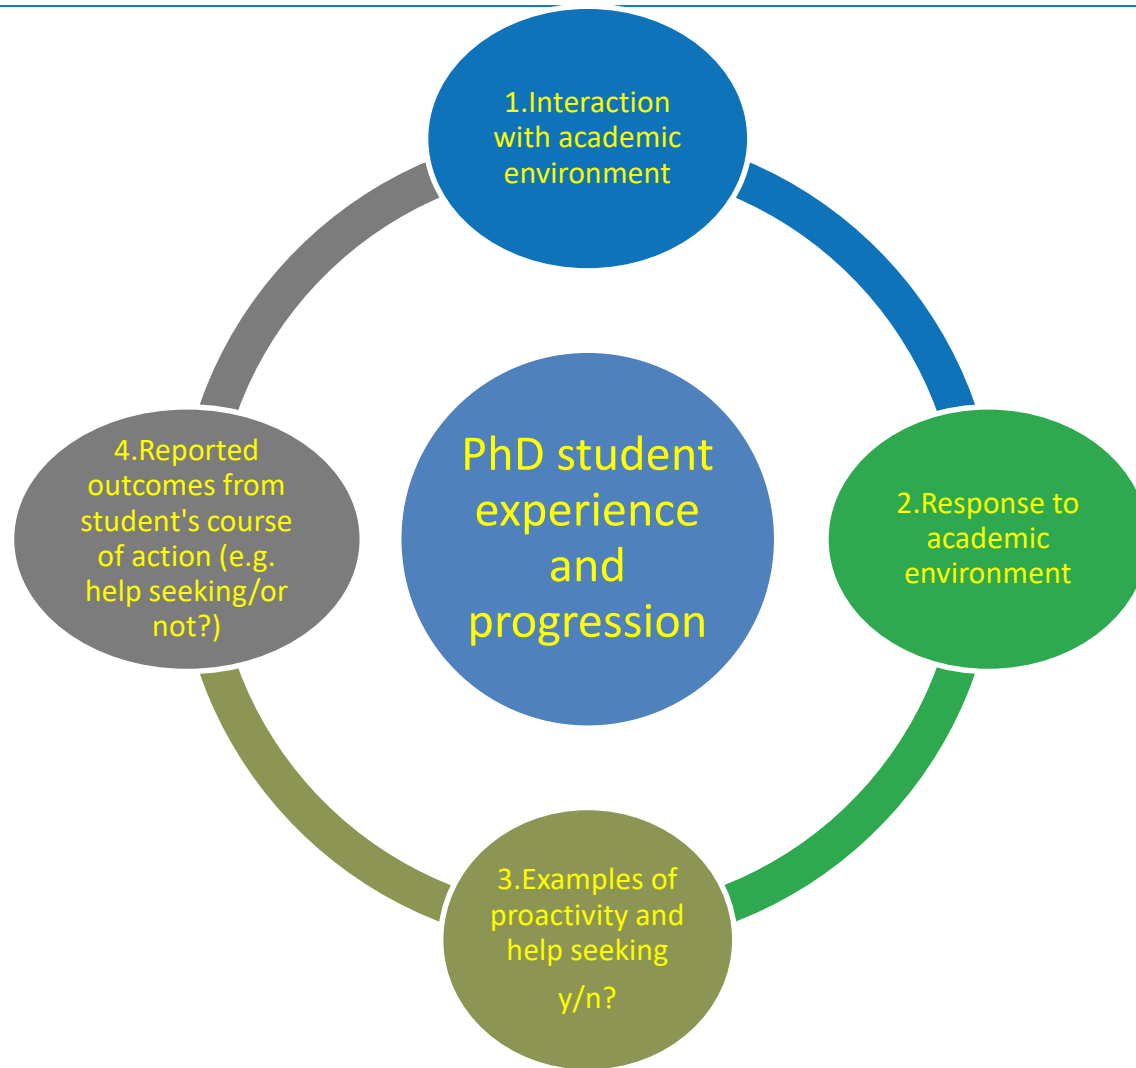 1.Interaction
with academic
environment
PhD student
experience
and
progression
4.Reported
outcomes from
student's course
of action (e.g.
help seeking/or
not?)
2.Response to
academic
environment
3.Examples of
proactivity and
help seeking
y/n?